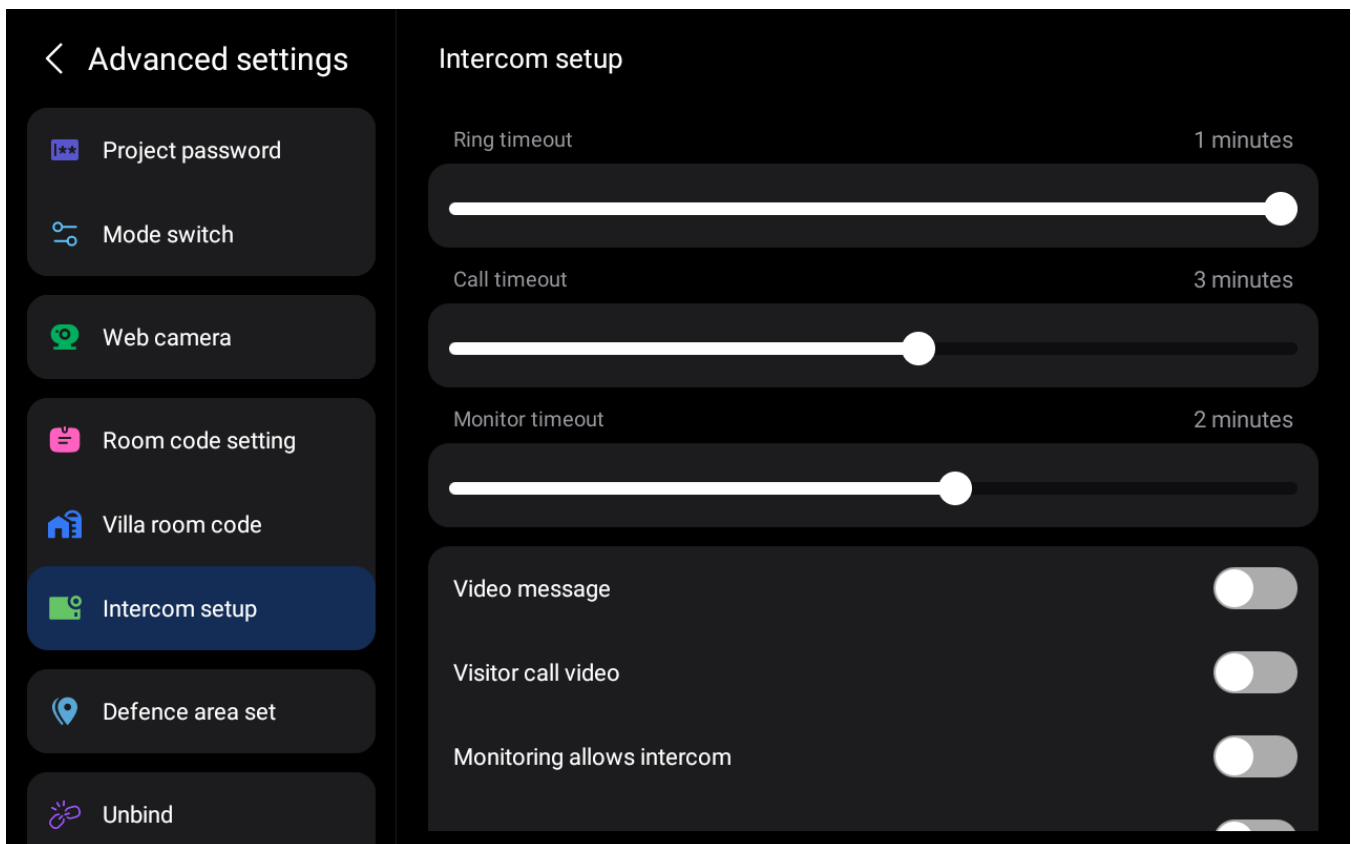 Advanced settings
Project password
Mode switch
Web camera
Room code setting
Villa room code
Intercom setup
Defence area set
Unbind
Intercom setup
Ring timeout 1 minutes
Call timeout 3 minutes
Monitor timeout 2 minutes
Video message
Visitor call video
Monitoring allows intercom